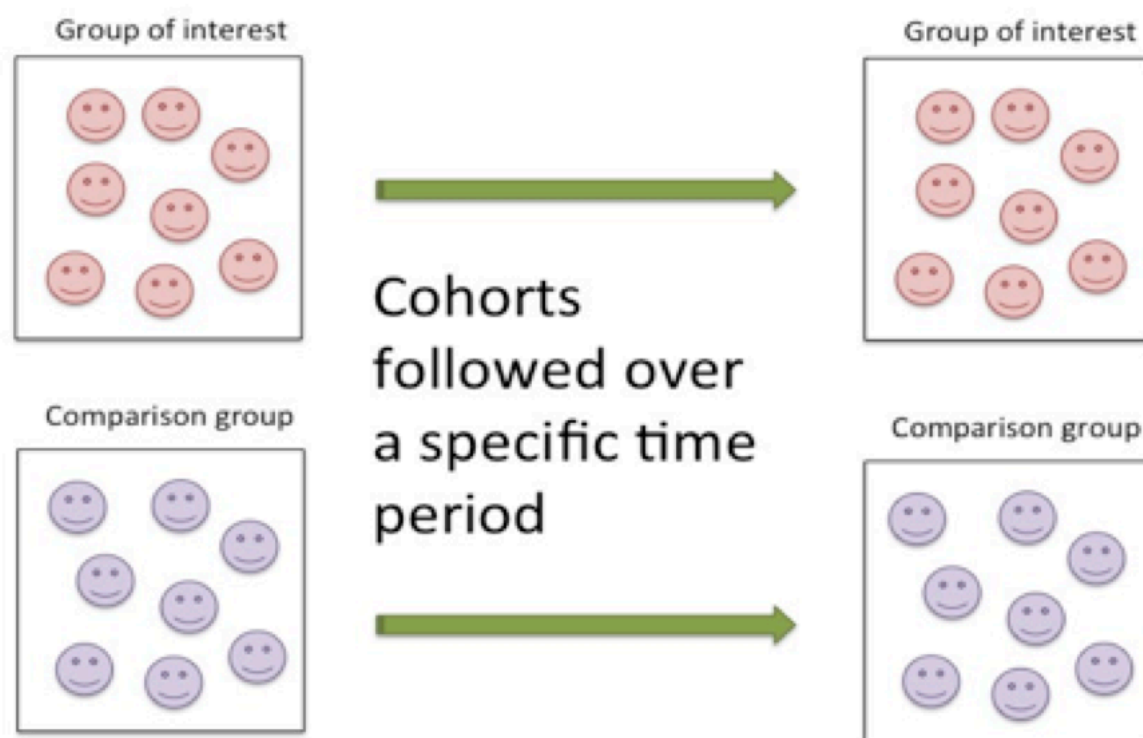 Group of interest
Group of interest
Cohorts
followed over
a specific time
period
Comparison group
Comparison group